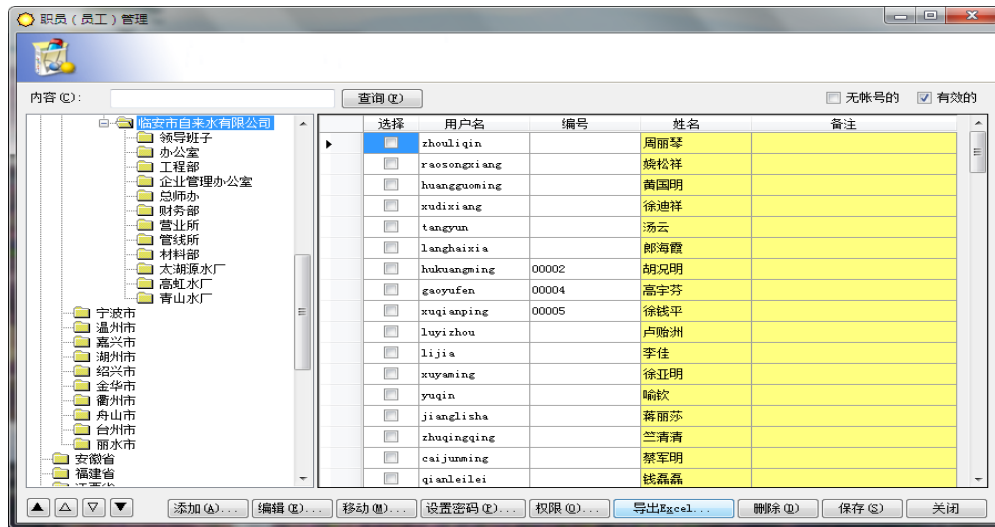 职员（员工）管理
内容(C)：
查询(F)
无帐号的
有效的
临安市自来水有限公司
领导班子
办公室
工程部
企业管理办公室
总师办
财务部
营业所
管线所
材料部
太湖源水厂
高虹水厂
青山水厂
宁波市
温州市
嘉兴市
湖州市
绍兴市
金华市
衢州市
舟山市
台州市
丽水市
安徽省
福建省
选择 用户名 编号 姓名 备注
zhouliqin 周丽琴
raosongxiang 娆松祥
huangguoming 黄国明
xudixiang 徐迪祥
tangyun 汤云
langhaixia 郎海霞
hukuangming 00002 胡况明
gaoyufen 00004 高宇芬
xuqianping 00005 徐钱平
luyizhou 卢贻洲
lijia 李佳
xuyaming 徐亚明
yuqin 喻钦
jianglisha 蒋丽莎
zhuqingqing 竺清清
caijunming 蔡军明
qianleilei 钱磊磊
添加(A)... 编辑(E)... 移动(M)... 设置密码(P)... 权限(Q)... 导出Excel... 删除(D) 保存(S) 关闭